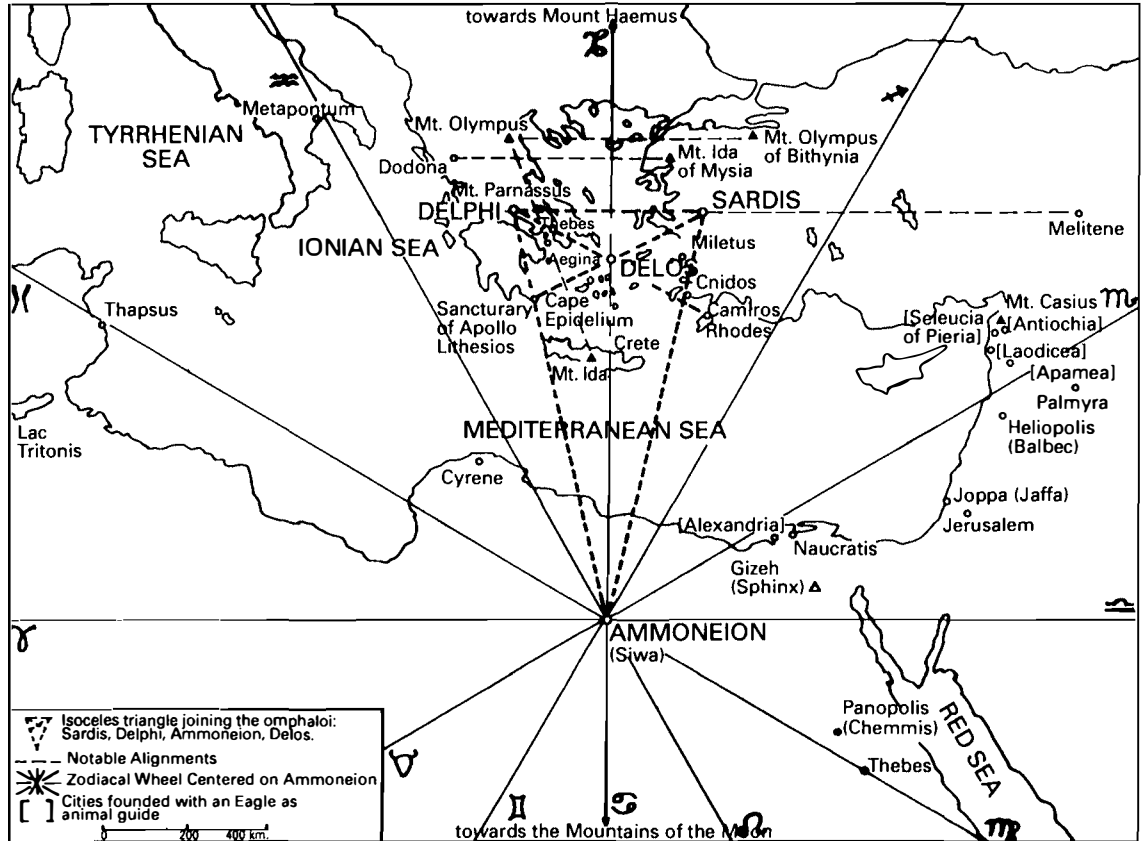 towards Mount Haemus
Metapontum
TYRRHENIAN
SEA
Mt. Olympus
Mt. Olympus
of Bithynia
Dodona
Mt. Ida
of Mysia
Mt. Parnassus
DELPHI
SARDIS
Thebes
Melitene
IONIAN SEA
Aegina
Miletus
DELOS
Cnidos
Thapsus
Sancturary
of Apollo
Lithesios
Cape
Epidelium
Camiros
Rhodes
Mt. Casius
[Seleucia
of Pieria]
[Antiochia]
Crete
[Laodicea]
Mt. Ida
[Apamea]
Palmyra
Lac
Tritonis
MEDITERRANEAN SEA
Heliopolis
(Balbec)
Cyrene
Joppa (Jaffa)
Jerusalem
[Alexandria]
Naucratis
Gizeh
(Sphinx)
AMMONEION
(Siwa)
Panopolis
(Chemmis)
RED SEA
Thebes
Isoceles triangle joining the omphaloi:
Sardis, Delphi, Ammoneion, Delos.
Notable Alignments
Zodiacal Wheel Centered on Ammoneion
[ ] Cities founded with an Eagle as
animal guide
0 200 400 km.
towards the Mountains of the Moon
♑
♒
♐
♓
♏
♈
♎
♉
♊
♋
♌
♍